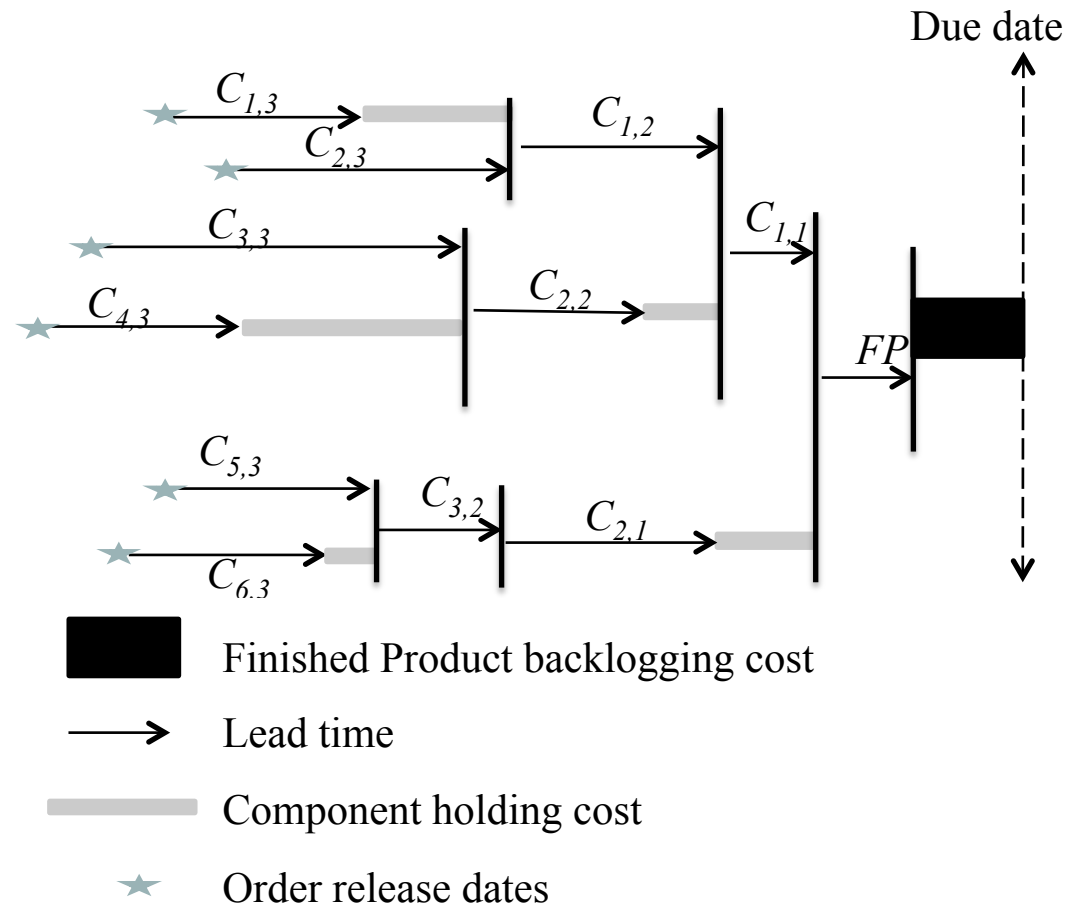 Due date
C1,3
C1,2
C2,3
C1,1
C3,3
C2,2
C4,3
FP
C5,3
C3,2
C2,1
C6,3
Finished Product backlogging cost
Lead time
Component holding cost
Order release dates